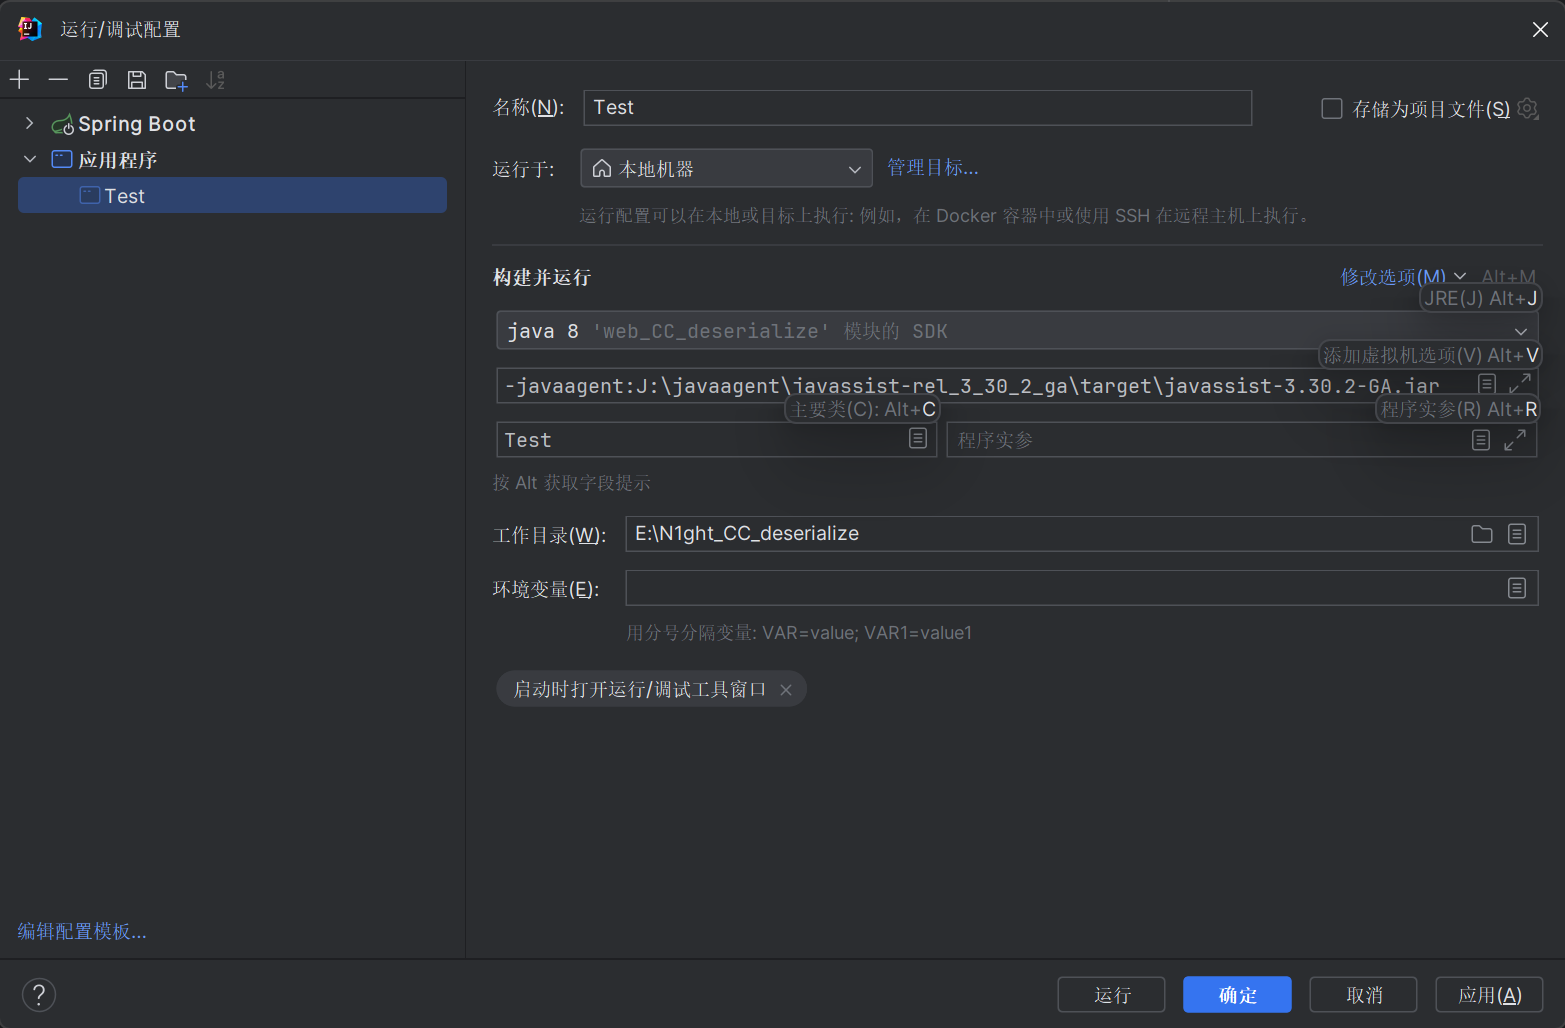 运行/调试配置
Spring Boot
应用程序
Test
编辑配置模板...
名称(N):
Test
存储为项目文件(S)
运行于:
本地机器
管理目标...
运行配置可以在本地或目标上执行: 例如，在 Docker 容器中或使用 SSH 在远程主机上执行。
构建并运行
修改选项(M)
Alt+M
JRE(J) Alt+J
java 8 'web_CC_deserialize' 模块的 SDK
添加虚拟机选项(V) Alt+V
-javaagent:J:\javaagent\javassist-rel_3_30_2_ga\target\javassist-3.30.2-GA.jar
主要类(C): Alt+C
程序实参(R) Alt+R
Test
程序实参
按 Alt 获取字段提示
工作目录(W):
E:\N1ght_CC_deserialize
环境变量(E):
用分号分隔变量: VAR=value; VAR1=value1
启动时打开运行/调试工具窗口
运行
确定
取消
应用(A)